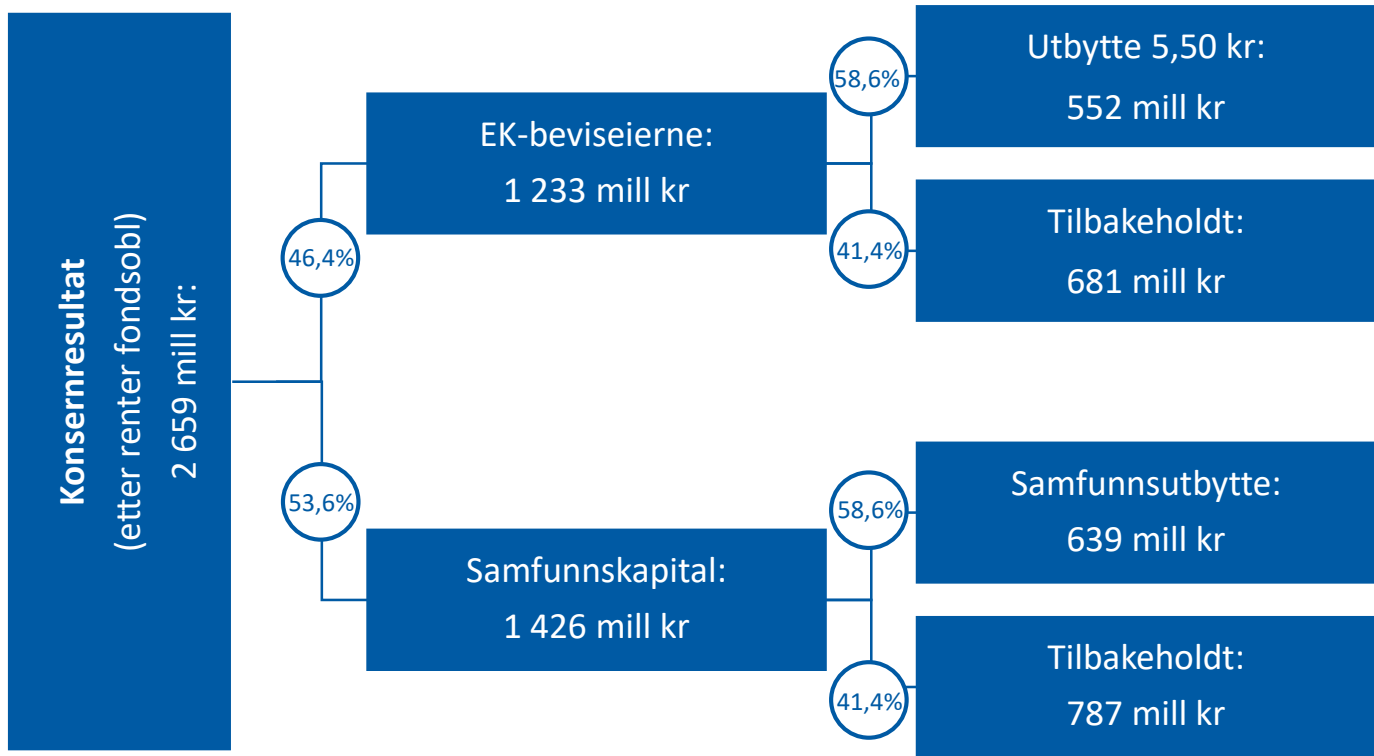 Konsernresultat
(etter renter fondsobl)
2 659 mill kr:
46,4%
EK-beviseierne:
1 233 mill kr
58,6%
Utbytte 5,50 kr:
552 mill kr
41,4%
Tilbakeholdt:
681 mill kr
53,6%
Samfunnskapital:
1 426 mill kr
58,6%
Samfunnsutbytte:
639 mill kr
41,4%
Tilbakeholdt:
787 mill kr